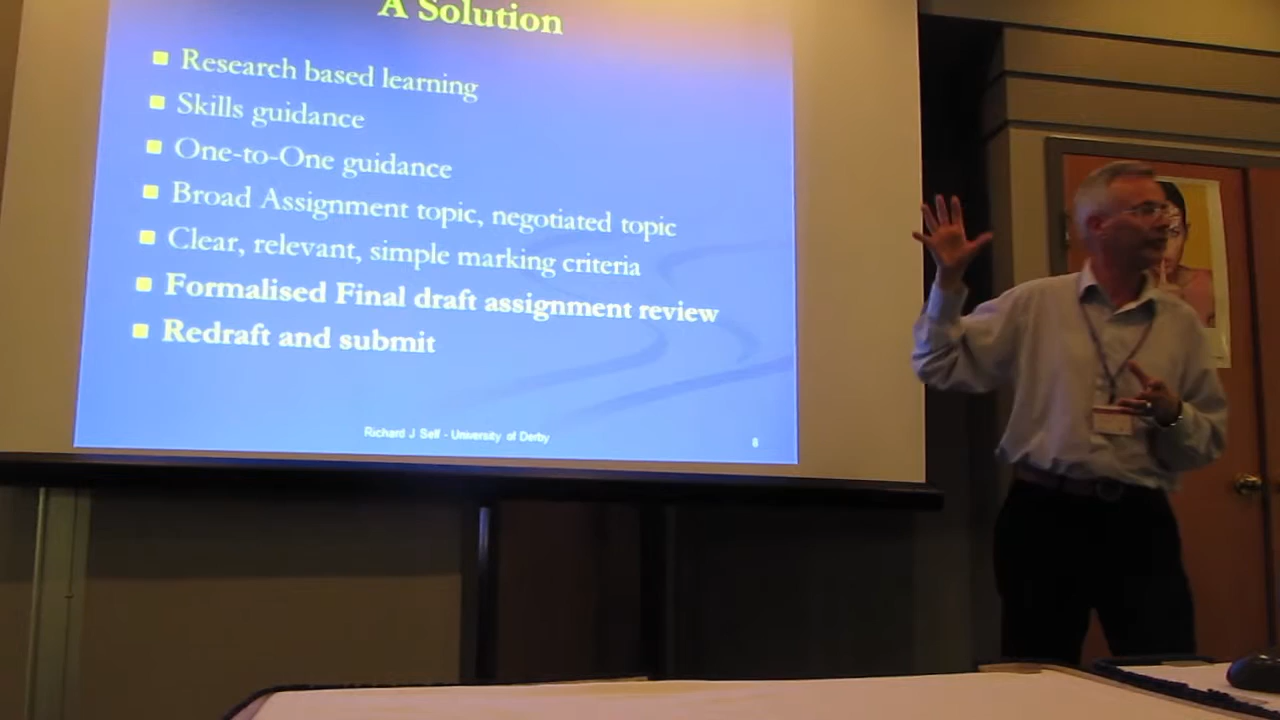 A Solution
Research based learning
Skills guidance
One-to-One guidance
Broad Assignment topic, negotiated topic
Clear, relevant, simple marking criteria
Formalised Final draft assignment review
Redraft and submit
Richard J Self - University of Derby
8